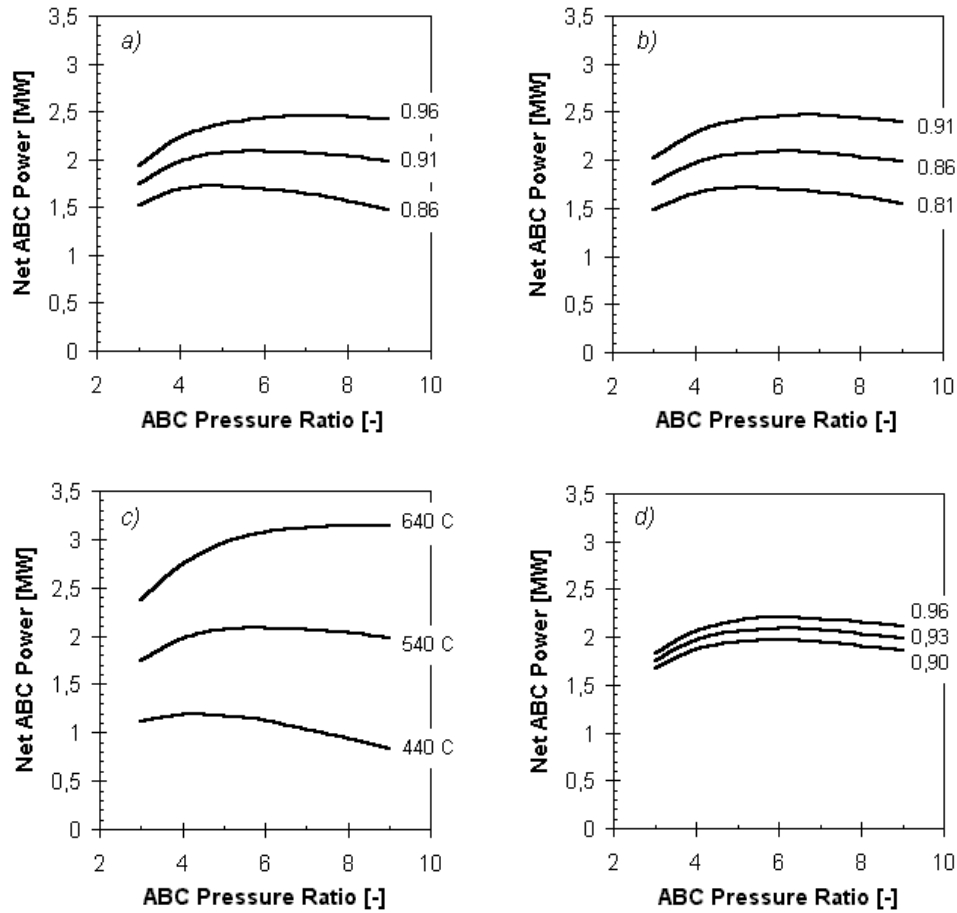 3,5
a)
3
2,5
2
1,5
1
0,5
0
0.96
0.91
0.86
2 4 6 8 10
Net ABC Power [MW]
ABC Pressure Ratio [-]
3,5
b)
3
2,5
2
1,5
1
0,5
0
0.91
0.86
0.81
2 4 6 8 10
Net ABC Power [MW]
ABC Pressure Ratio [-]
3,5
c)
3
2,5
2
1,5
1
0,5
0
640 C
540 C
440 C
2 4 6 8 10
Net ABC Power [MW]
ABC Pressure Ratio [-]
3,5
d)
3
2,5
2
1,5
1
0,5
0
0.96
0,93
0,90
2 4 6 8 10
Net ABC Power [MW]
ABC Pressure Ratio [-]